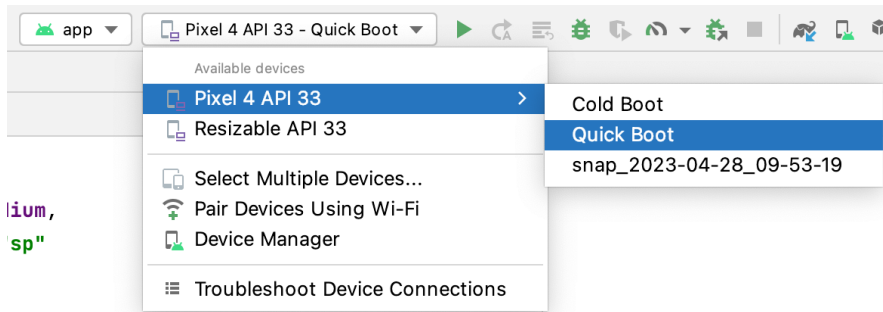 app
Pixel 4 API 33 - Quick Boot
Available devices
Pixel 4 API 33
Resizable API 33
Select Multiple Devices...
Pair Devices Using Wi-Fi
Device Manager
Troubleshoot Device Connections
Cold Boot
Quick Boot
snap_2023-04-28_09-53-19
sp"